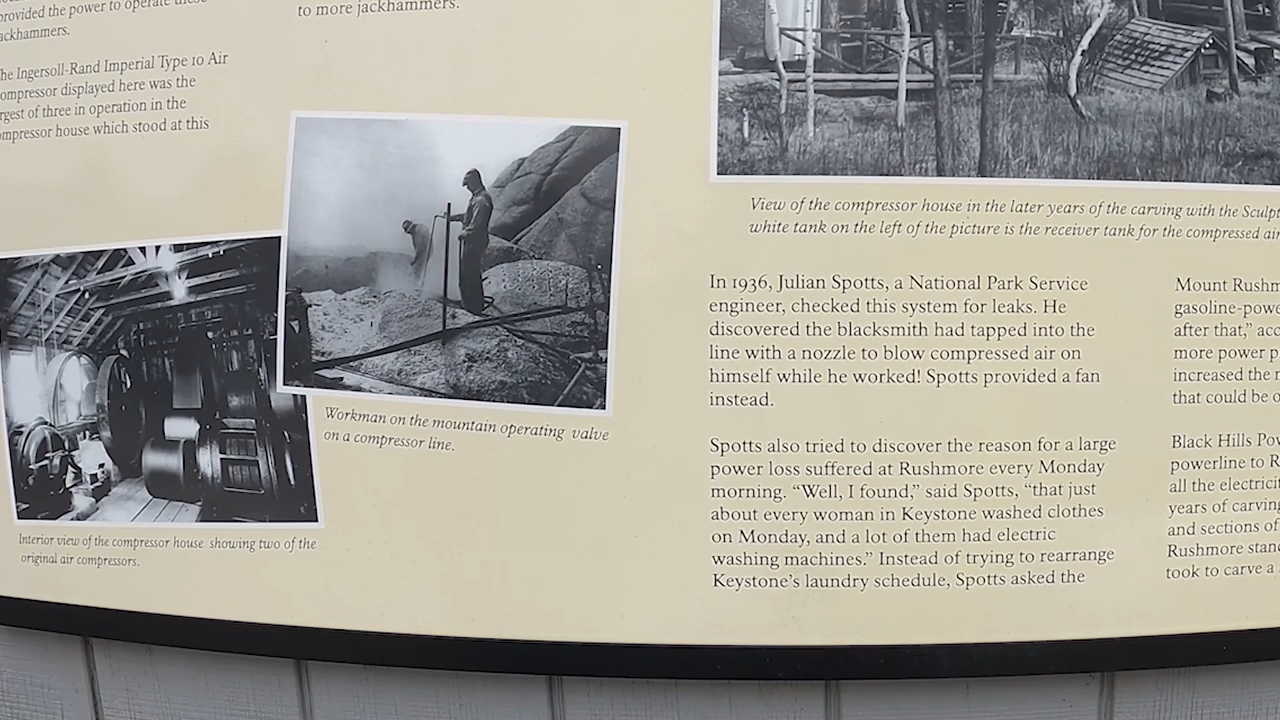 provided the power to operate these
jackhammers.
The Ingersoll-Rand Imperial Type 10 Air
compressor displayed here was the
largest of three in operation in the
compressor house which stood at this
to more jackhammers.
Interior view of the compressor house showing two of the
original air compressors.
Workman on the mountain operating valve
on a compressor line.
View of the compressor house in the later years of the carving with the
white tank on the left of the picture is the receiver tank for the compressed air
In 1936, Julian Spotts, a National Park Service
engineer, checked this system for leaks. He
discovered the blacksmith had tapped into the
line with a nozzle to blow compressed air on
himself while he worked! Spotts provided a fan
instead.
Spotts also tried to discover the reason for a large
power loss suffered at Rushmore every Monday
morning. “Well, I found,” said Spotts, “that just
about every woman in Keystone washed clothes
on Monday, and a lot of them had electric
washing machines.” Instead of trying to rearrange
Keystone’s laundry schedule, Spotts asked the
Mount
gasoline-
after that,”
more power
increased the
that could be
Black Hills
powerline to
all the
years of carving
and sections of
Rushmore
took to carve a